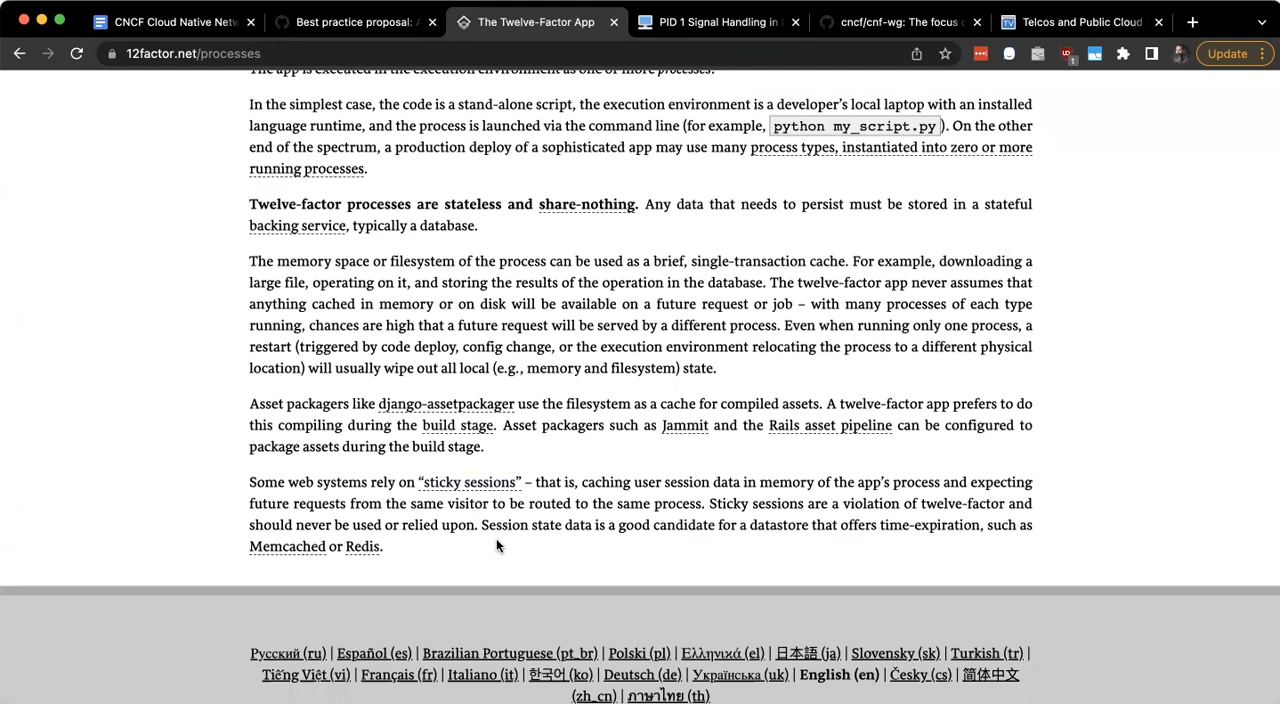 CNCF Cloud Native Netw
Best practice proposal: A
The Twelve-Factor App
PID 1 Signal Handling in
cncf/cnf-wg: The focus o
Telcos and Public Cloud
12factor.net/processes
1
Update
The app is executed in the execution environment as one or more processes.
In the simplest case, the code is a stand-alone script, the execution environment is a developer's local laptop with an installed
language runtime, and the process is launched via the command line (for example, python my_script.py). On the other
end of the spectrum, a production deploy of a sophisticated app may use many process types, instantiated into zero or more
running processes.
Twelve-factor processes are stateless and share-nothing. Any data that needs to persist must be stored in a stateful
backing service, typically a database.
The memory space or filesystem of the process can be used as a brief, single-transaction cache. For example, downloading a
large file, operating on it, and storing the results of the operation in the database. The twelve-factor app never assumes that
anything cached in memory or on disk will be available on a future request or job – with many processes of each type
running, chances are high that a future request will be served by a different process. Even when running only one process, a
restart (triggered by code deploy, config change, or the execution environment relocating the process to a different physical
location) will usually wipe out all local (e.g., memory and filesystem) state.
Asset packagers like django-assetpackager use the filesystem as a cache for compiled assets. A twelve-factor app prefers to do
this compiling during the build stage. Asset packagers such as Jammit and the Rails asset pipeline can be configured to
package assets during the build stage.
Some web systems rely on “sticky sessions” – that is, caching user session data in memory of the app's process and expecting
future requests from the same visitor to be routed to the same process. Sticky sessions are a violation of twelve-factor and
should never be used or relied upon. Session state data is a good candidate for a datastore that offers time-expiration, such as
Memcached or Redis.
Русский (ru) | Español (es) | Brazilian Portuguese (pt_br) | Polski (pl) | Ελληνικά (el) | 日本語 (ja) | Slovensky (sk) | Turkish (tr) |
Tiếng Việt (vi) | Français (fr) | Italiano (it) | 한국어 (ko) | Deutsch (de) | Українська (uk) | English (en) | Česky (cs) | 简体中文
(zh_cn) | ภาษาไทย (th)